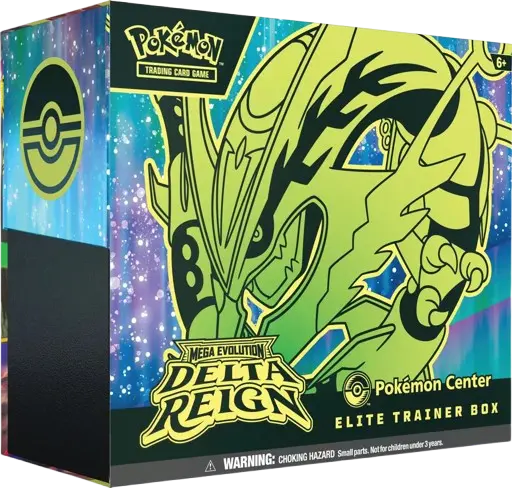 Pokémon
TRADING CARD GAME
6+
MEGA EVOLUTION
DELTA
REIGN
Pokémon Center
ELITE TRAINER BOX
WARNING: CHOKING HAZARD Small parts. Not for children under 3 years.